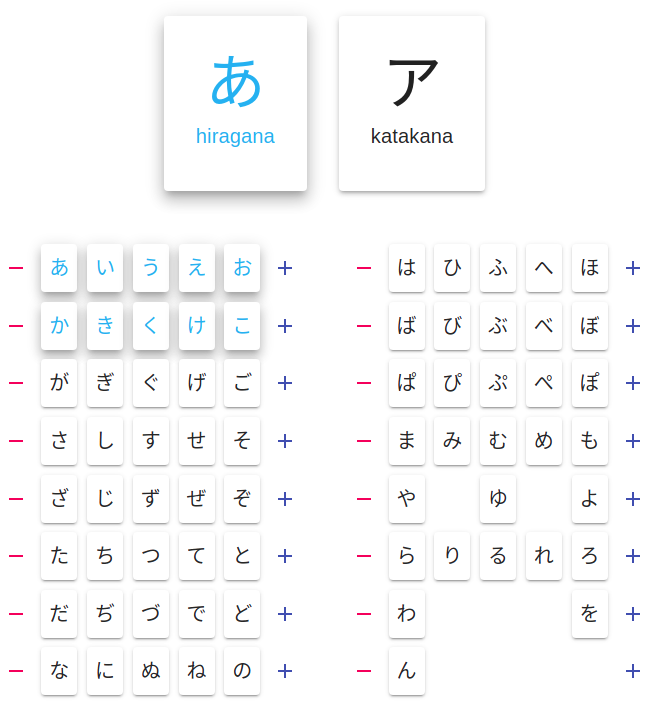 あ ア
hiragana katakana
− あ い う え お +
− か き く け こ +
− が ぎ ぐ げ ご +
− さ し す せ そ +
− ざ じ ず ぜ ぞ +
− た ち つ て と +
− だ ぢ づ で ど +
− な に ぬ ね の +
− は ひ ふ へ ほ +
− ば び ぶ べ ぼ +
− ぱ ぴ ぷ ぺ ぽ +
− ま み む め も +
− や ゆ よ +
− ら り る れ ろ +
− わ を +
− ん +